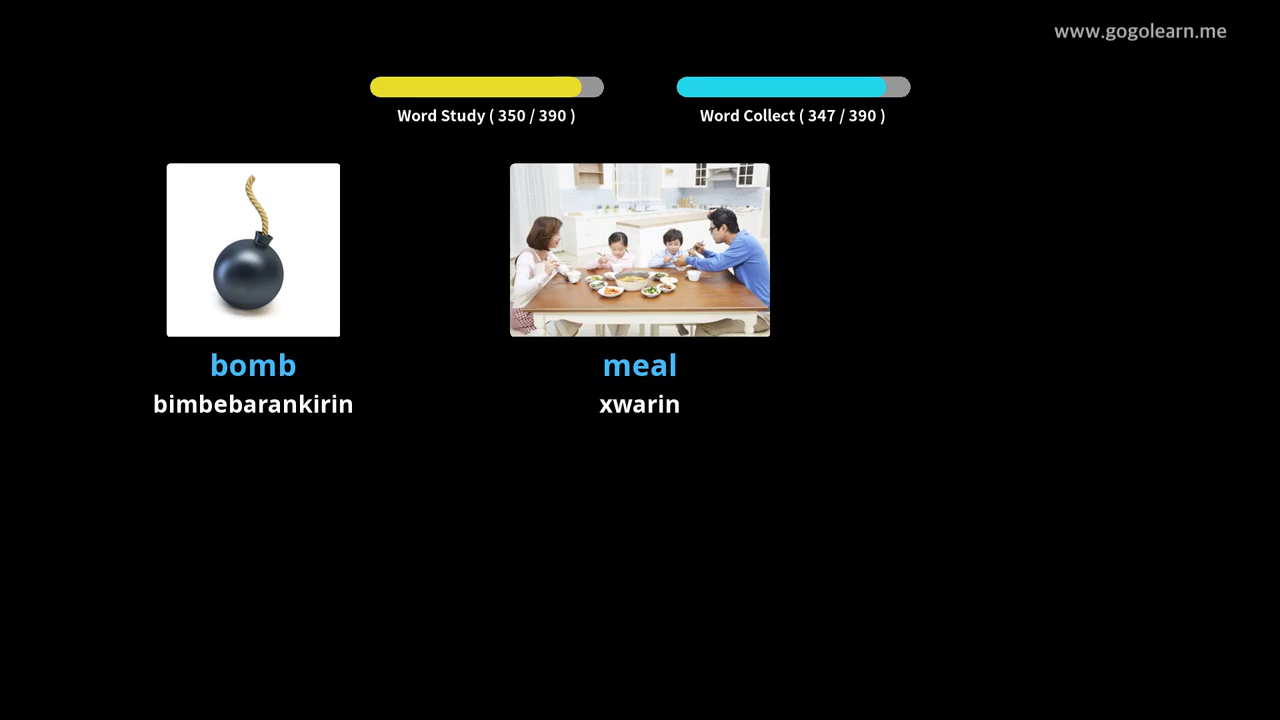 www.gogolearn.me
Word Study ( 350 / 390 )
Word Collect ( 347 / 390 )
bomb
bimbebarankirin
meal
xwarin